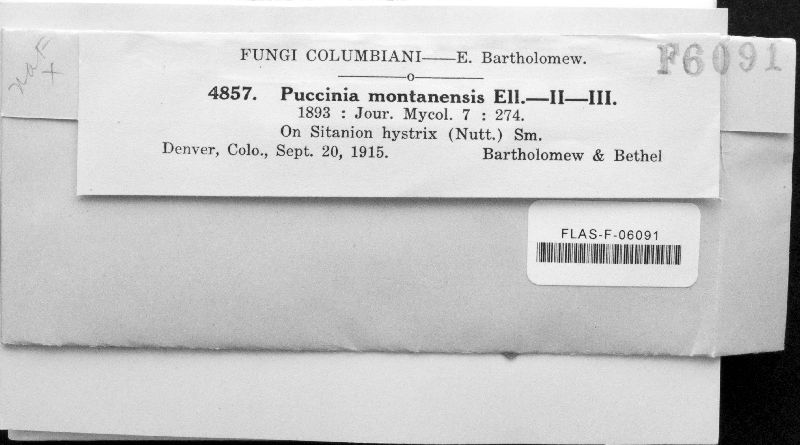 FUNGI COLUMBIANI——E. Bartholomew.
F6091
4857. Puccinia montanensis Ell.—II—III.
1893 : Jour. Mycol. 7 : 274.
On Sitanion hystrix (Nutt.) Sm.
Denver, Colo., Sept. 20, 1915. Bartholomew & Bethel
FLAS-F-06091